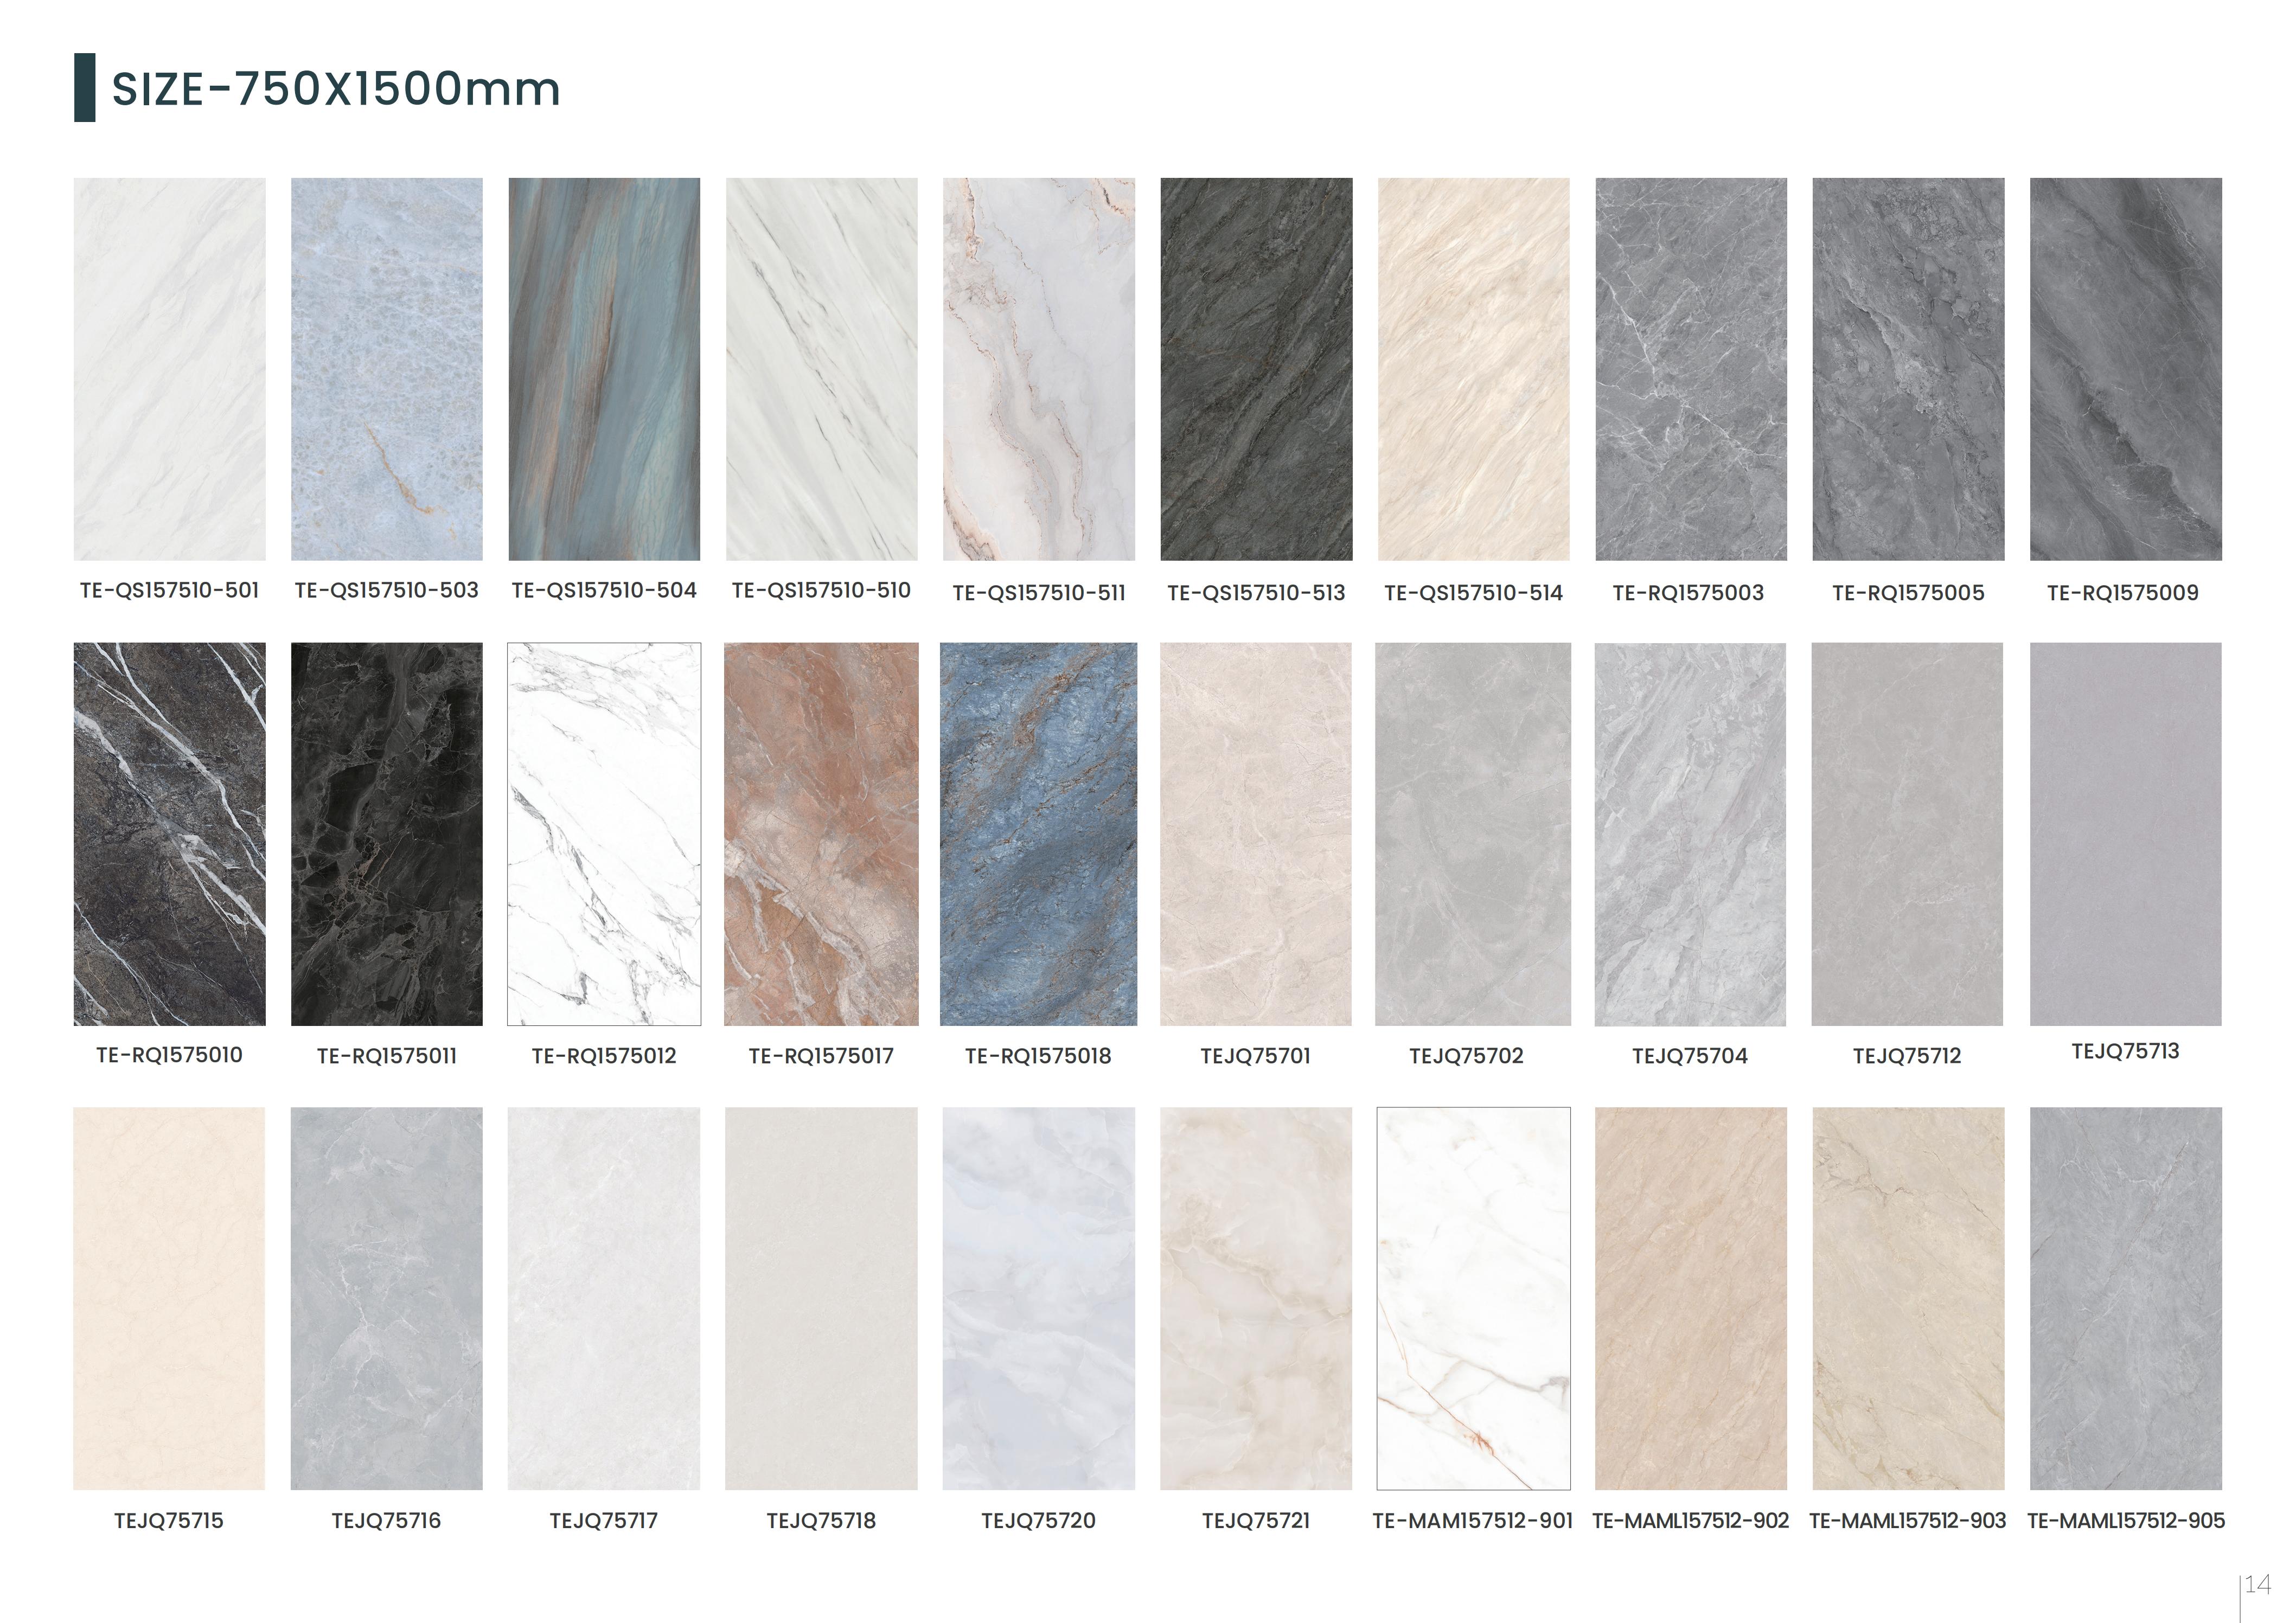 SIZE-750X1500mm
TE-QS157510-501 TE-QS157510-503 TE-QS157510-504 TE-QS157510-510 TE-QS157510-511 TE-QS157510-513 TE-QS157510-514 TE-RQ1575003 TE-RQ1575005 TE-RQ1575009
TE-RQ1575010 TE-RQ1575011 TE-RQ1575012 TE-RQ1575017 TE-RQ1575018 TEJQ75701 TEJQ75702 TEJQ75704 TEJQ75712 TEJQ75713
TEJQ75715 TEJQ75716 TEJQ75717 TEJQ75718 TEJQ75720 TEJQ75721 TE-MAM157512-901 TE-MAML157512-902 TE-MAML157512-903 TE-MAML157512-905
14